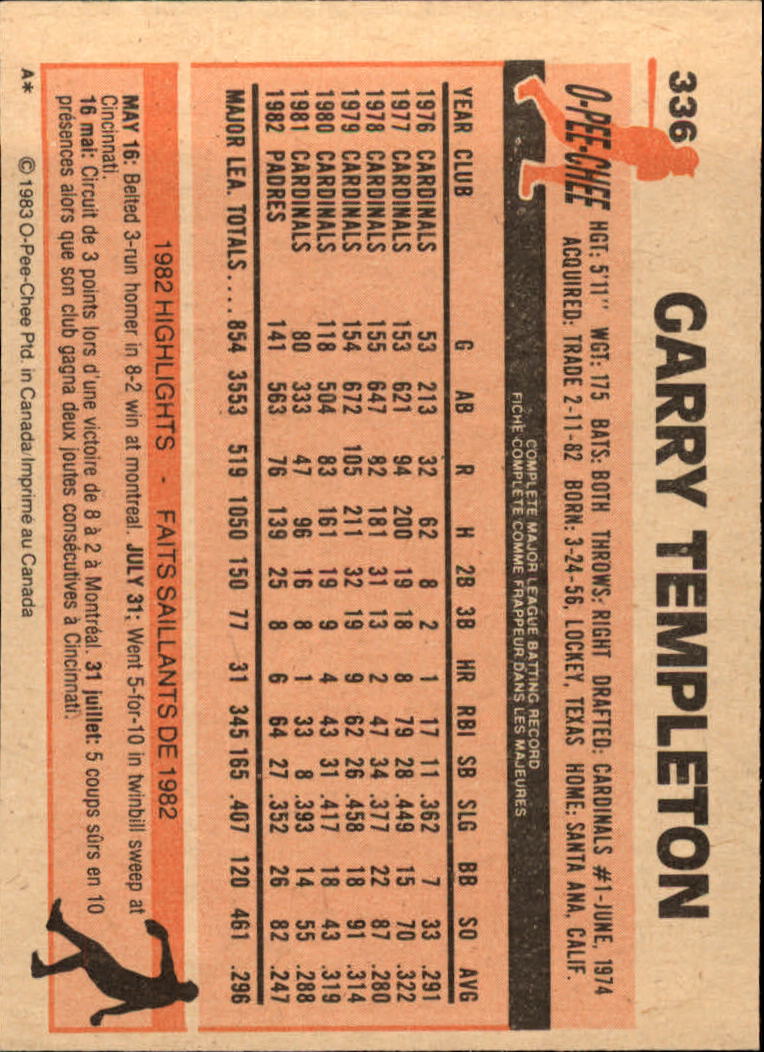 336
GARRY TEMPLETON
O-PEE-CHEE
HGT: 5'11" WGT: 175 BATS: BOTH THROWS: RIGHT DRAFTED: CARDINALS #1-JUNE, 1974
ACQUIRED: TRADE 2-11-82 BORN: 3-24-56, LOCKEY, TEXAS HOME: SANTA ANA, CALIF.
COMPLETE MAJOR LEAGUE BATTING RECORD
FICHE COMPLÈTE COMME FRAPPEUR DANS LES MAJEURES
YEAR CLUB G AB R H 2B 3B HR RBI SB SLG BB SO AVG
1976 CARDINALS 53 213 32 62 8 2 1 17 11 .362 7 33 .291
1977 CARDINALS 153 621 94 200 19 18 8 79 28 .449 15 70 .322
1978 CARDINALS 155 647 82 181 31 13 2 47 34 .377 22 87 .280
1979 CARDINALS 154 672 105 211 32 19 9 62 26 .458 18 91 .314
1980 CARDINALS 118 504 83 161 19 9 4 43 31 .417 18 43 .319
1981 CARDINALS 80 333 47 96 16 8 1 33 8 .393 14 55 .288
1982 PADRES 141 563 76 139 25 8 6 64 27 .352 26 82 .247
MAJOR LEA. TOTALS.... 854 3553 519 1050 150 77 31 345 165 .407 120 461 .296
1982 HIGHLIGHTS - FAITS SAILLANTS DE 1982
MAY 16: Belted 3-run homer in 8-2 win at montreal. JULY 31: Went 5-for-10 in twinbill sweep at
Cincinnati.
16 mai: Circuit de 3 points lors d'une victoire de 8 à 2 à Montréal. 31 juillet: 5 coups sûrs en 10
présences alors que son club gagna deux joutes consécutives à Cincinnati.
A* © 1983 O-Pee-Chee Ptd. in Canada/Imprimé au Canada